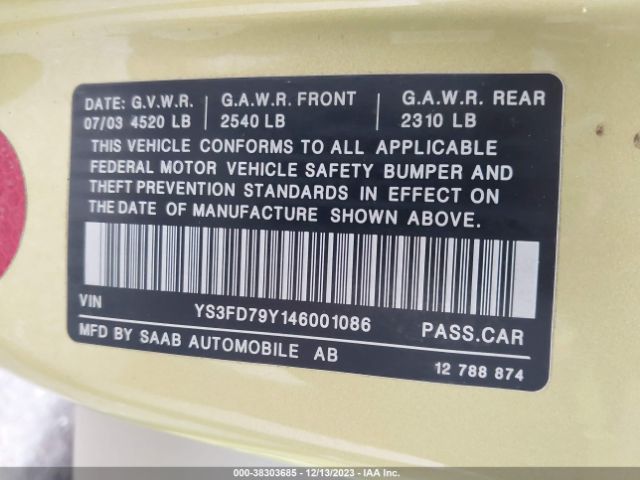 DATE: G.V.W.R. G.A.W.R. FRONT G.A.W.R. REAR
07/03 4520 LB 2540 LB 2310 LB
THIS VEHICLE CONFORMS TO ALL APPLICABLE
FEDERAL MOTOR VEHICLE SAFETY BUMPER AND
THEFT PREVENTION STANDARDS IN EFFECT ON
THE DATE OF MANUFACTURE SHOWN ABOVE.
VIN YS3FD79Y146001086 PASS.CAR
MFD BY SAAB AUTOMOBILE AB
12 788 874
000-38303685 - 12/13/2023 - IAA Inc.